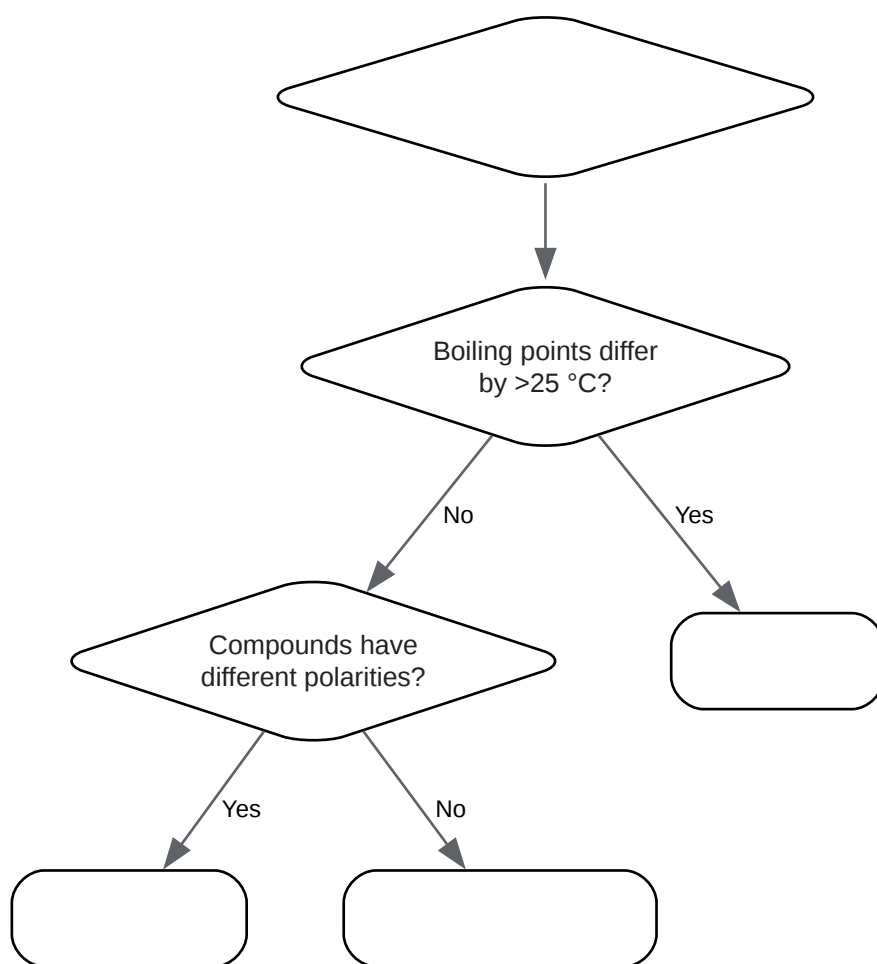 Boiling points differ
by >25 °C?
No
Yes
Compounds have
different polarities?
Yes
No